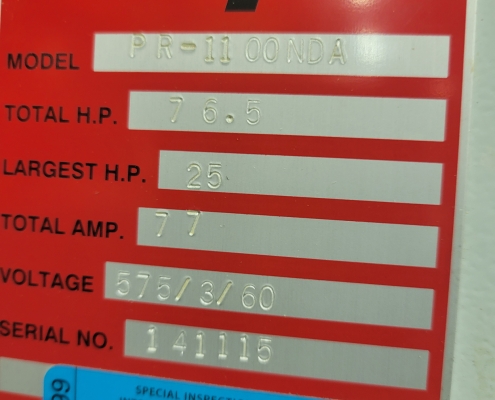 MODEL PR-1100NDA
TOTAL H.P. 76.5
LARGEST H.P. 25
TOTAL AMP. 77
VOLTAGE 575/3/60
SERIAL NO. 141115
SPECIAL INSPECTION